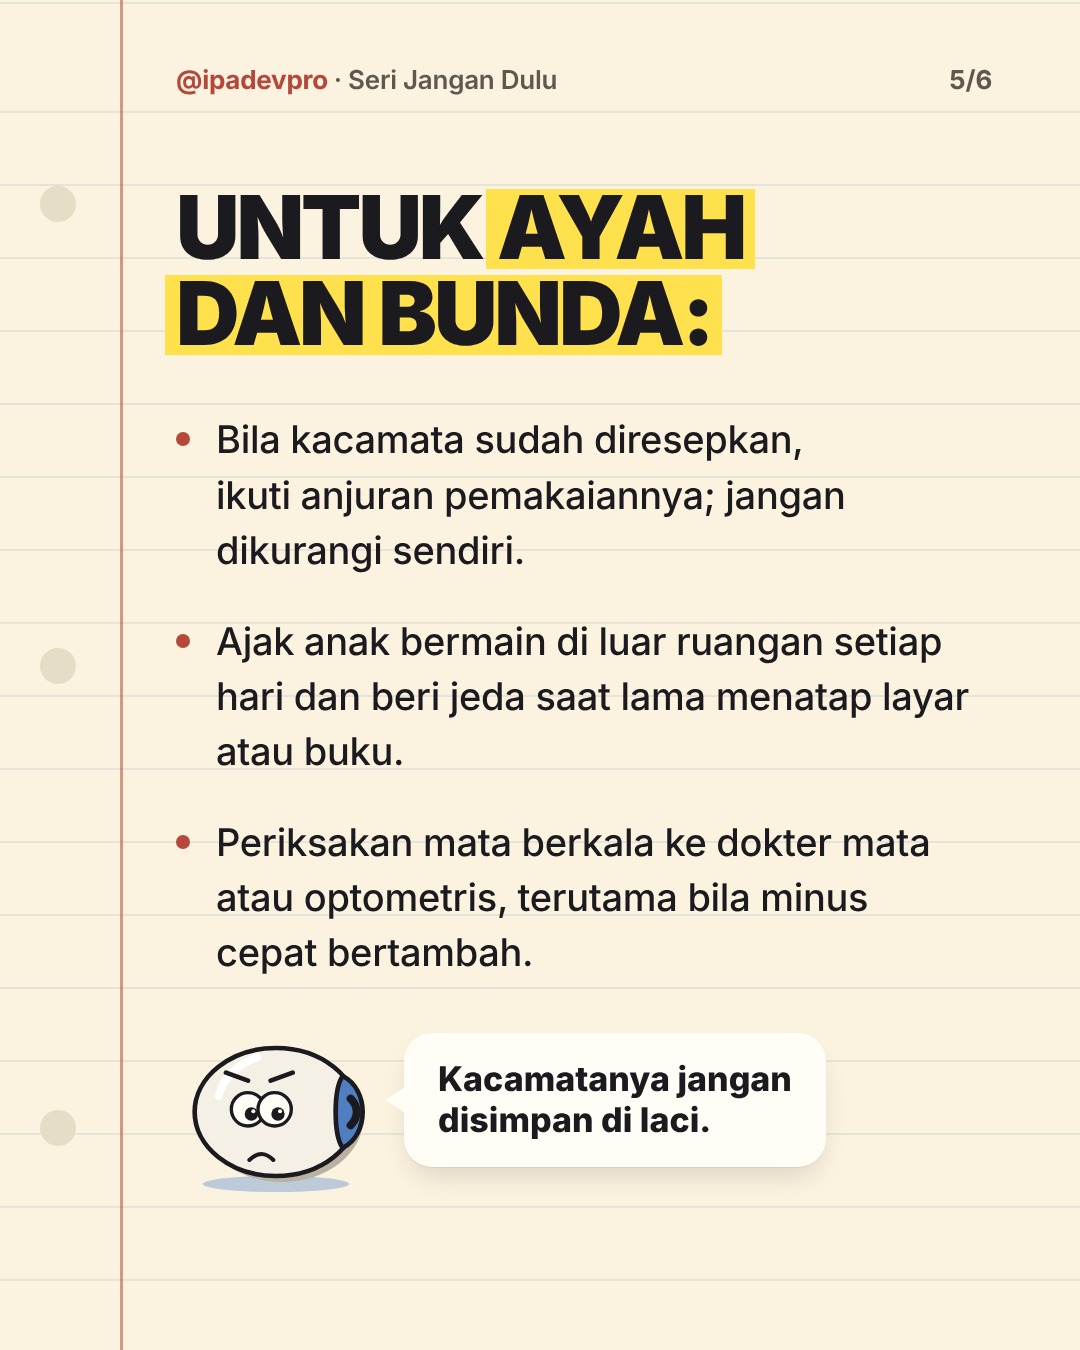 @ipadevpro · Seri Jangan Dulu
5/6
UNTUK AYAH
DAN BUNDA:
• Bila kacamata sudah diresepkan,
ikuti anjuran pemakaiannya; jangan
dikurangi sendiri.
• Ajak anak bermain di luar ruangan setiap
hari dan beri jeda saat lama menatap layar
atau buku.
• Periksakan mata berkala ke dokter mata
atau optometris, terutama bila minus
cepat bertambah.
Kacamatanya jangan
disimpan di laci.